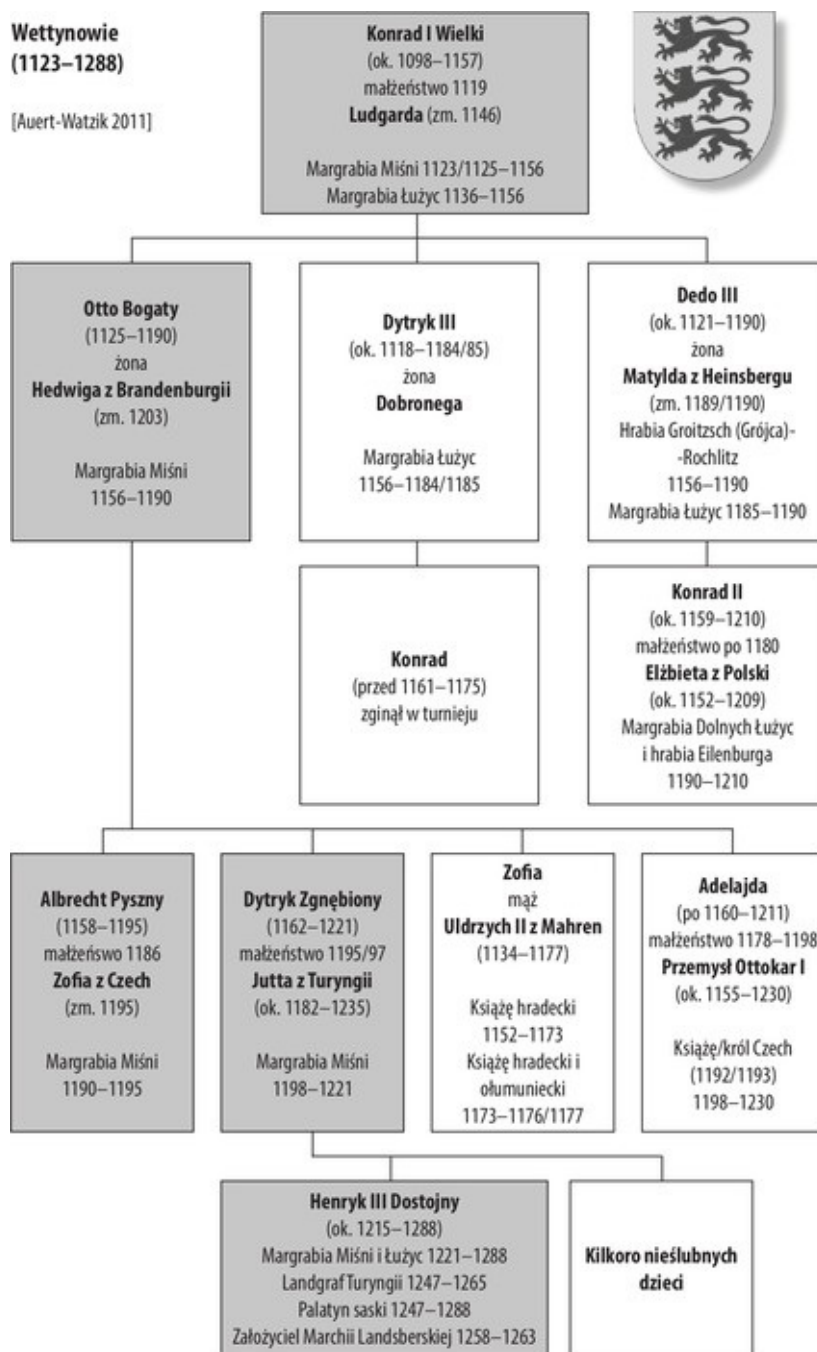 Wettynowie
(1123–1288)
[Auert-Watzik 2011]
Konrad I Wielki
(ok. 1098–1157)
małżeństwo 1119
Ludgarda (zm. 1146)
Margrabia Miśni 1123/1125–1156
Margrabia Łużyc 1136–1156
Otto Bogaty
(1125–1190)
żona
Hedwiga z Brandenburgii
(zm. 1203)
Margrabia Miśni
1156–1190
Dytryk III
(ok. 1118–1184/85)
żona
Dobronega
Margrabia Łużyc
1156–1184/1185
Dedo III
(ok. 1121–1190)
żona
Matylda z Heinsbergu
(zm. 1189/1190)
Hrabia Groitzsch (Grójca)-
-Rochlitz
1156–1190
Margrabia Łużyc 1185–1190
Konrad
(przed 1161–1175)
zginął w turnieju
Konrad II
(ok. 1159–1210)
małżeństwo po 1180
Elżbieta z Polski
(ok. 1152–1209)
Margrabia Dolnych Łużyc
i hrabia Eilenburga
1190–1210
Albrecht Pyszny
(1158–1195)
małżeńswo 1186
Zofia z Czech
(zm. 1195)
Margrabia Miśni
1190–1195
Dytryk Zgnębiony
(1162–1221)
małżeństwo 1195/97
Jutta z Turyngii
(ok. 1182–1235)
Margrabia Miśni
1198–1221
Zofia
mąż
Uldrzych II z Mahren
(1134–1177)
Książę hradecki
1152–1173
Książę hradecki i
ołumuniecki
1173–1176/1177
Adelajda
(po 1160–1211)
małżeństwo 1178–1198
Przemysł Ottokar I
(ok. 1155–1230)
Książę/król Czech
(1192/1193)
1198–1230
Henryk III Dostojny
(ok. 1215–1288)
Margrabia Miśni i Łużyc 1221–1288
Landgraf Turyngii 1247–1265
Palatyn saski 1247–1288
Założyciel Marchii Landsberskiej 1258–1263
Kilkoro nieślubnych
dzieci